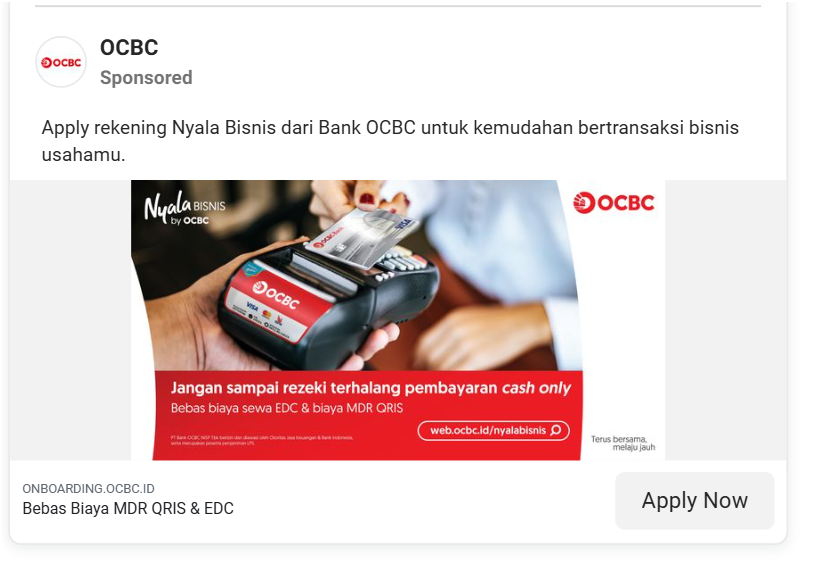 OCBC
OCBC
Sponsored
Apply rekening Nyala Bisnis dari Bank OCBC untuk kemudahan bertransaksi bisnis
usahamu.
Nyala BISNIS
by OCBC
OCBC
OCBC
VISA
OCBC
VISA
Jangan sampai rezeki terhalang pembayaran cash only
Bebas biaya sewa EDC & biaya MDR QRIS
web.ocbc.id/nyalabisnis
PT Bank OCBC NISP Tbk berizin dan diawasi oleh Otoritas Jasa Keuangan & Bank Indonesia,
serta merupakan peserta penjaminan LPS.
Terus bersama,
melaju jauh
ONBOARDING.OCBC.ID
Bebas Biaya MDR QRIS & EDC
Apply Now